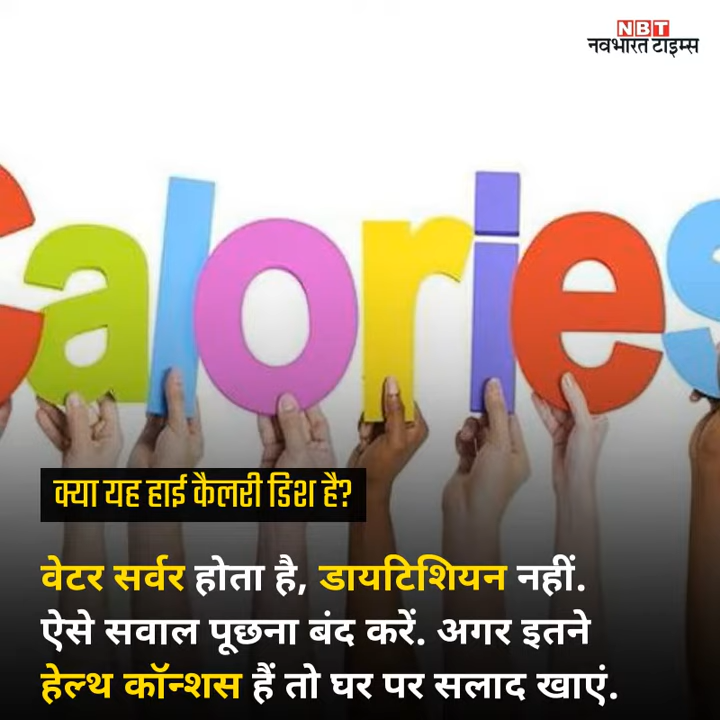 NBT
नवभारत टाइम्स
Calories
क्या यह हाई कैलरी डिश है?
वेटर सर्वर होता है, डायटिशियन नहीं.
ऐसे सवाल पूछना बंद करें. अगर इतने
हेल्थ कॉन्शस हैं तो घर पर सलाद खाएं.